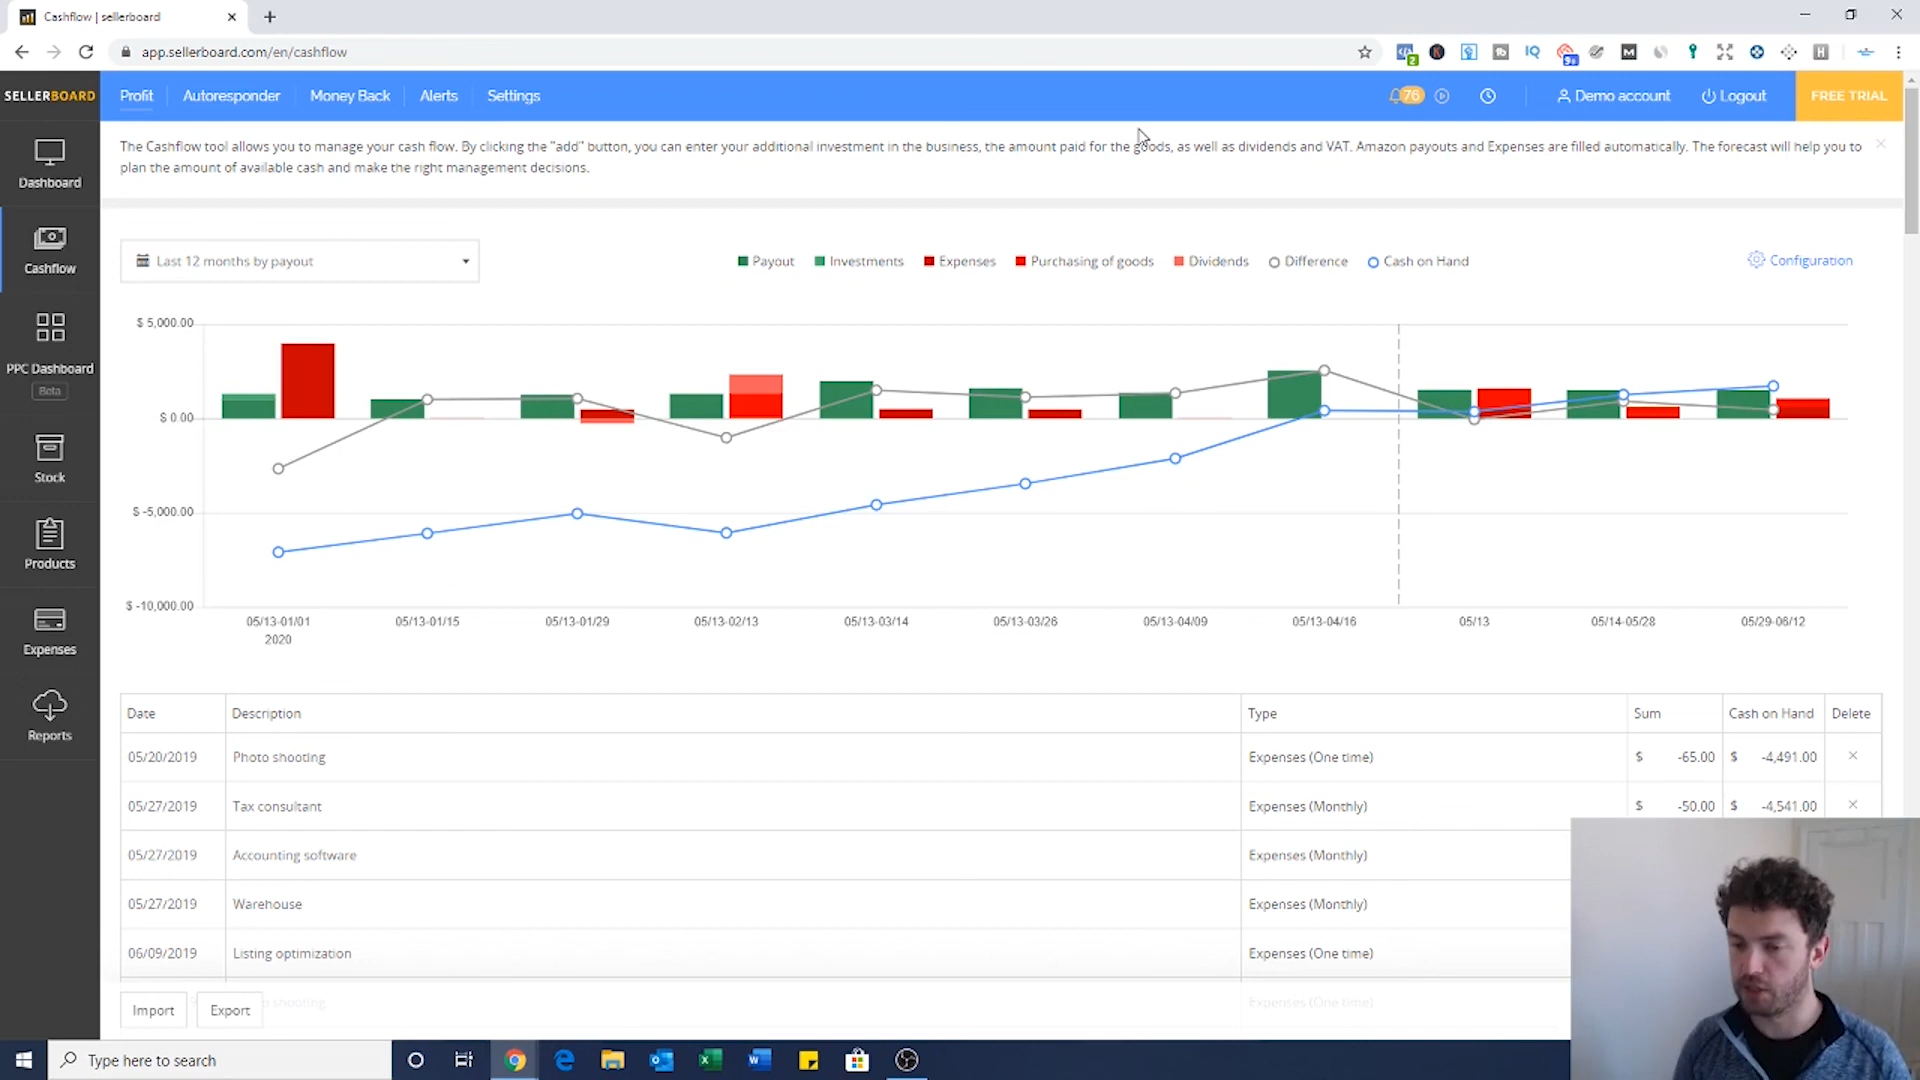 Cashflow | sellerboard
app.sellerboard.com/en/cashflow
SELLERBOARD
Profit
Autoresponder
Money Back
Alerts
Settings
76
Demo account
Logout
FREE TRIAL
The Cashflow tool allows you to manage your cash flow. By clicking the "add" button, you can enter your additional investment in the business, the amount paid for the goods, as well as dividends and VAT. Amazon payouts and Expenses are filled automatically. The forecast will help you to
plan the amount of available cash and make the right management decisions.
Dashboard
Cashflow
PPC Dashboard
Beta
Stock
Products
Expenses
Reports
Last 12 months by payout
Payout
Investments
Expenses
Purchasing of goods
Dividends
Difference
Cash on Hand
Configuration
$ 5,000.00
$ 0.00
$ -5,000.00
$ -10,000.00
05/13-01/01
2020
05/13-01/15
05/13-01/29
05/13-02/13
05/13-03/14
05/13-03/26
05/13-04/09
05/13-04/16
05/13
05/14-05/28
05/29-06/12
Date Description Type Sum Cash on Hand Delete
05/20/2019 Photo shooting Expenses (One time) $ -65.00 $ -4,491.00 ×
05/27/2019 Tax consultant Expenses (Monthly) $ -50.00 $ -4,541.00 ×
05/27/2019 Accounting software Expenses (Monthly)
05/27/2019 Warehouse Expenses (Monthly)
06/09/2019 Listing optimization Expenses (One time)
shooting Expenses (One time)
Import
Export
Type here to search